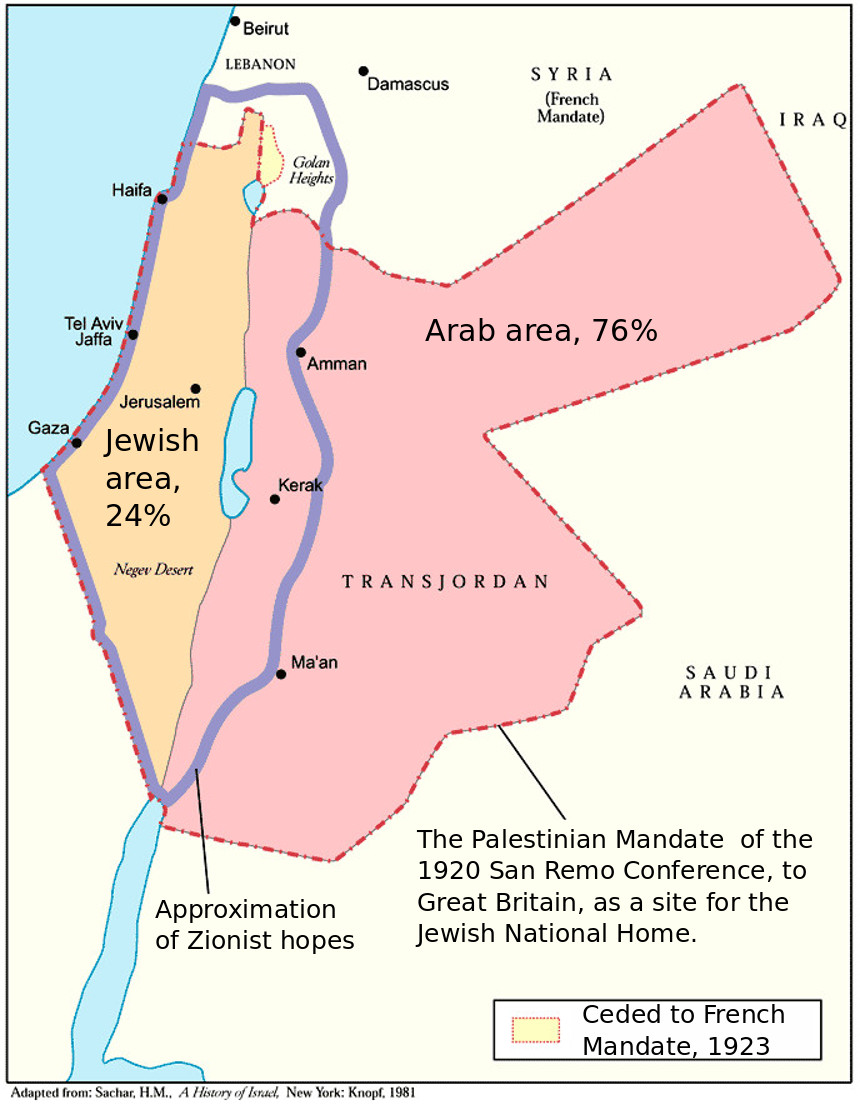 Beirut
LEBANON
Damascus
SYRIA
(French
Mandate)
IRAQ
Golan
Heights
Haifa
Tel Aviv
Jaffa
Arab area, 76%
Amman
Jerusalem
Gaza
Jewish
area,
24%
Kerak
Negev Desert
TRANSJORDAN
Ma'an
SAUDI
ARABIA
The Palestinian Mandate of the
1920 San Remo Conference, to
Great Britain, as a site for the
Jewish National Home.
Approximation
of Zionist hopes
Ceded to French
Mandate, 1923
Adapted from: Sachar, H.M., A History of Israel, New York: Knopf, 1981